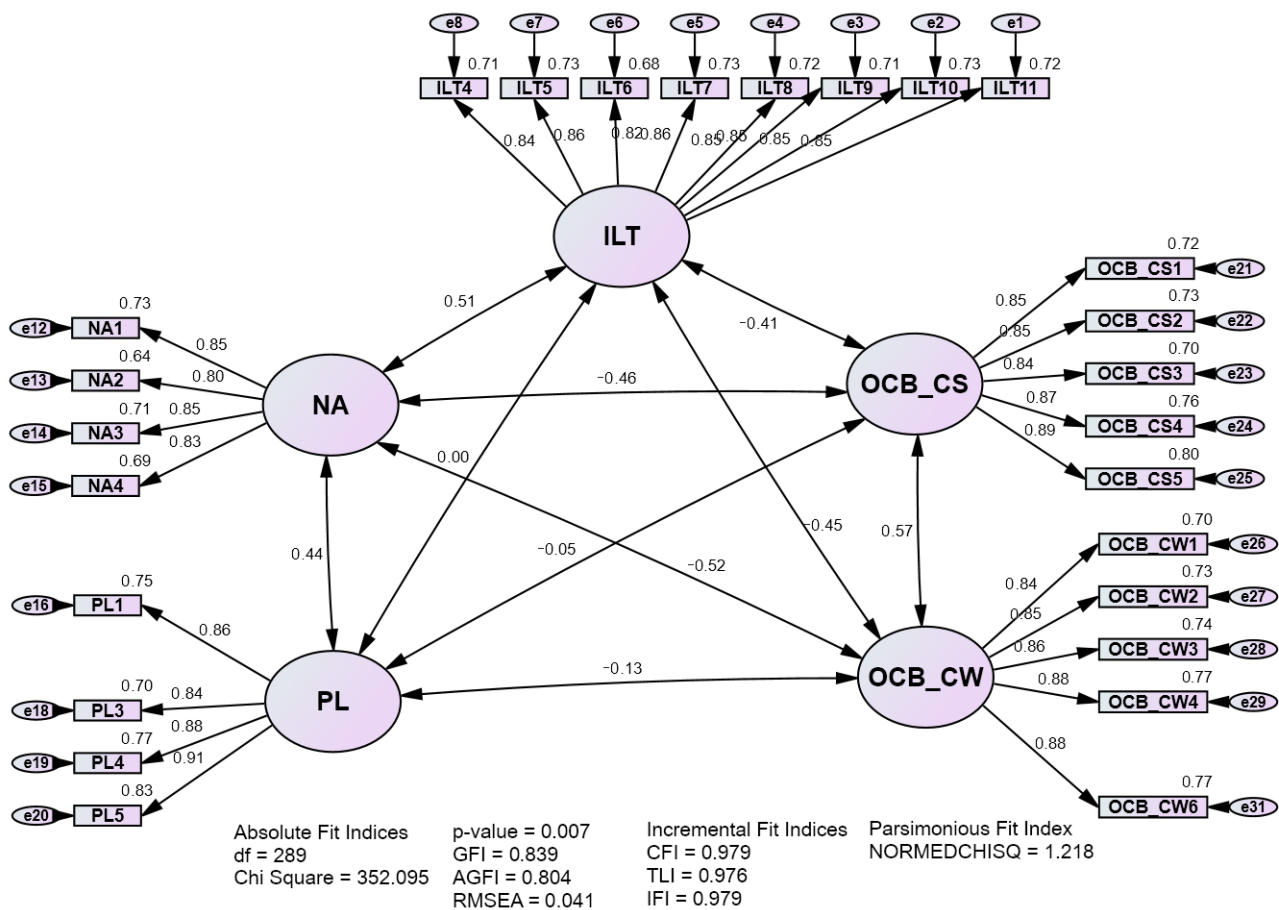 e8 e7 e6 e5 e4 e3 e2 e1
0.71 0.73 0.68 0.73 0.72 0.71 0.73 0.72
ILT4 ILT5 ILT6 ILT7 ILT8 ILT9 ILT10 ILT11
0.84 0.86 0.82 0.86 0.85 0.85 0.85 0.85
ILT
0.51
−0.41
0.73
e12 NA1
0.85
0.64
e13 NA2
0.80
0.71
e14 NA3
0.85
0.69
e15 NA4
0.83
NA
−0.46
0.72
OCB_CS1 e21
0.85
0.73
OCB_CS2 e22
0.85
0.70
OCB_CS3 e23
0.84
0.76
OCB_CS4 e24
0.87
0.80
OCB_CS5 e25
0.89
OCB_CS
0.00
0.44
−0.05
−0.52
−0.45
0.57
0.75
e16 PL1
0.86
0.70
e18 PL3
0.84
0.77
e19 PL4
0.88
0.83
e20 PL5
0.91
PL
−0.13
0.70
OCB_CW1 e26
0.84
0.73
OCB_CW2 e27
0.85
0.74
OCB_CW3 e28
0.86
0.77
OCB_CW4 e29
0.88
0.77
OCB_CW6 e31
0.88
OCB_CW
Absolute Fit Indices
df = 289
Chi Square = 352.095
p-value = 0.007
GFI = 0.839
AGFI = 0.804
RMSEA = 0.041
Incremental Fit Indices
CFI = 0.979
TLI = 0.976
IFI = 0.979
Parsimonious Fit Index
NORMEDCHISQ = 1.218